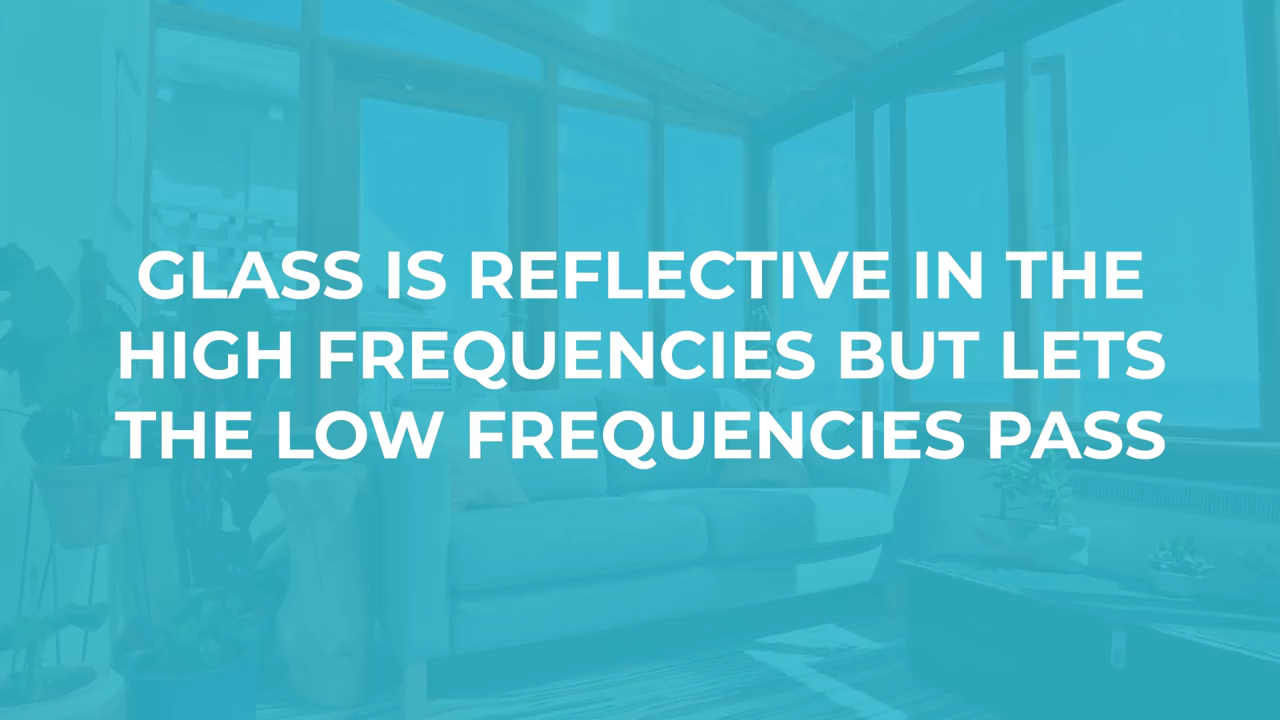 GLASS IS REFLECTIVE IN THE
HIGH FREQUENCIES BUT LETS
THE LOW FREQUENCIES PASS